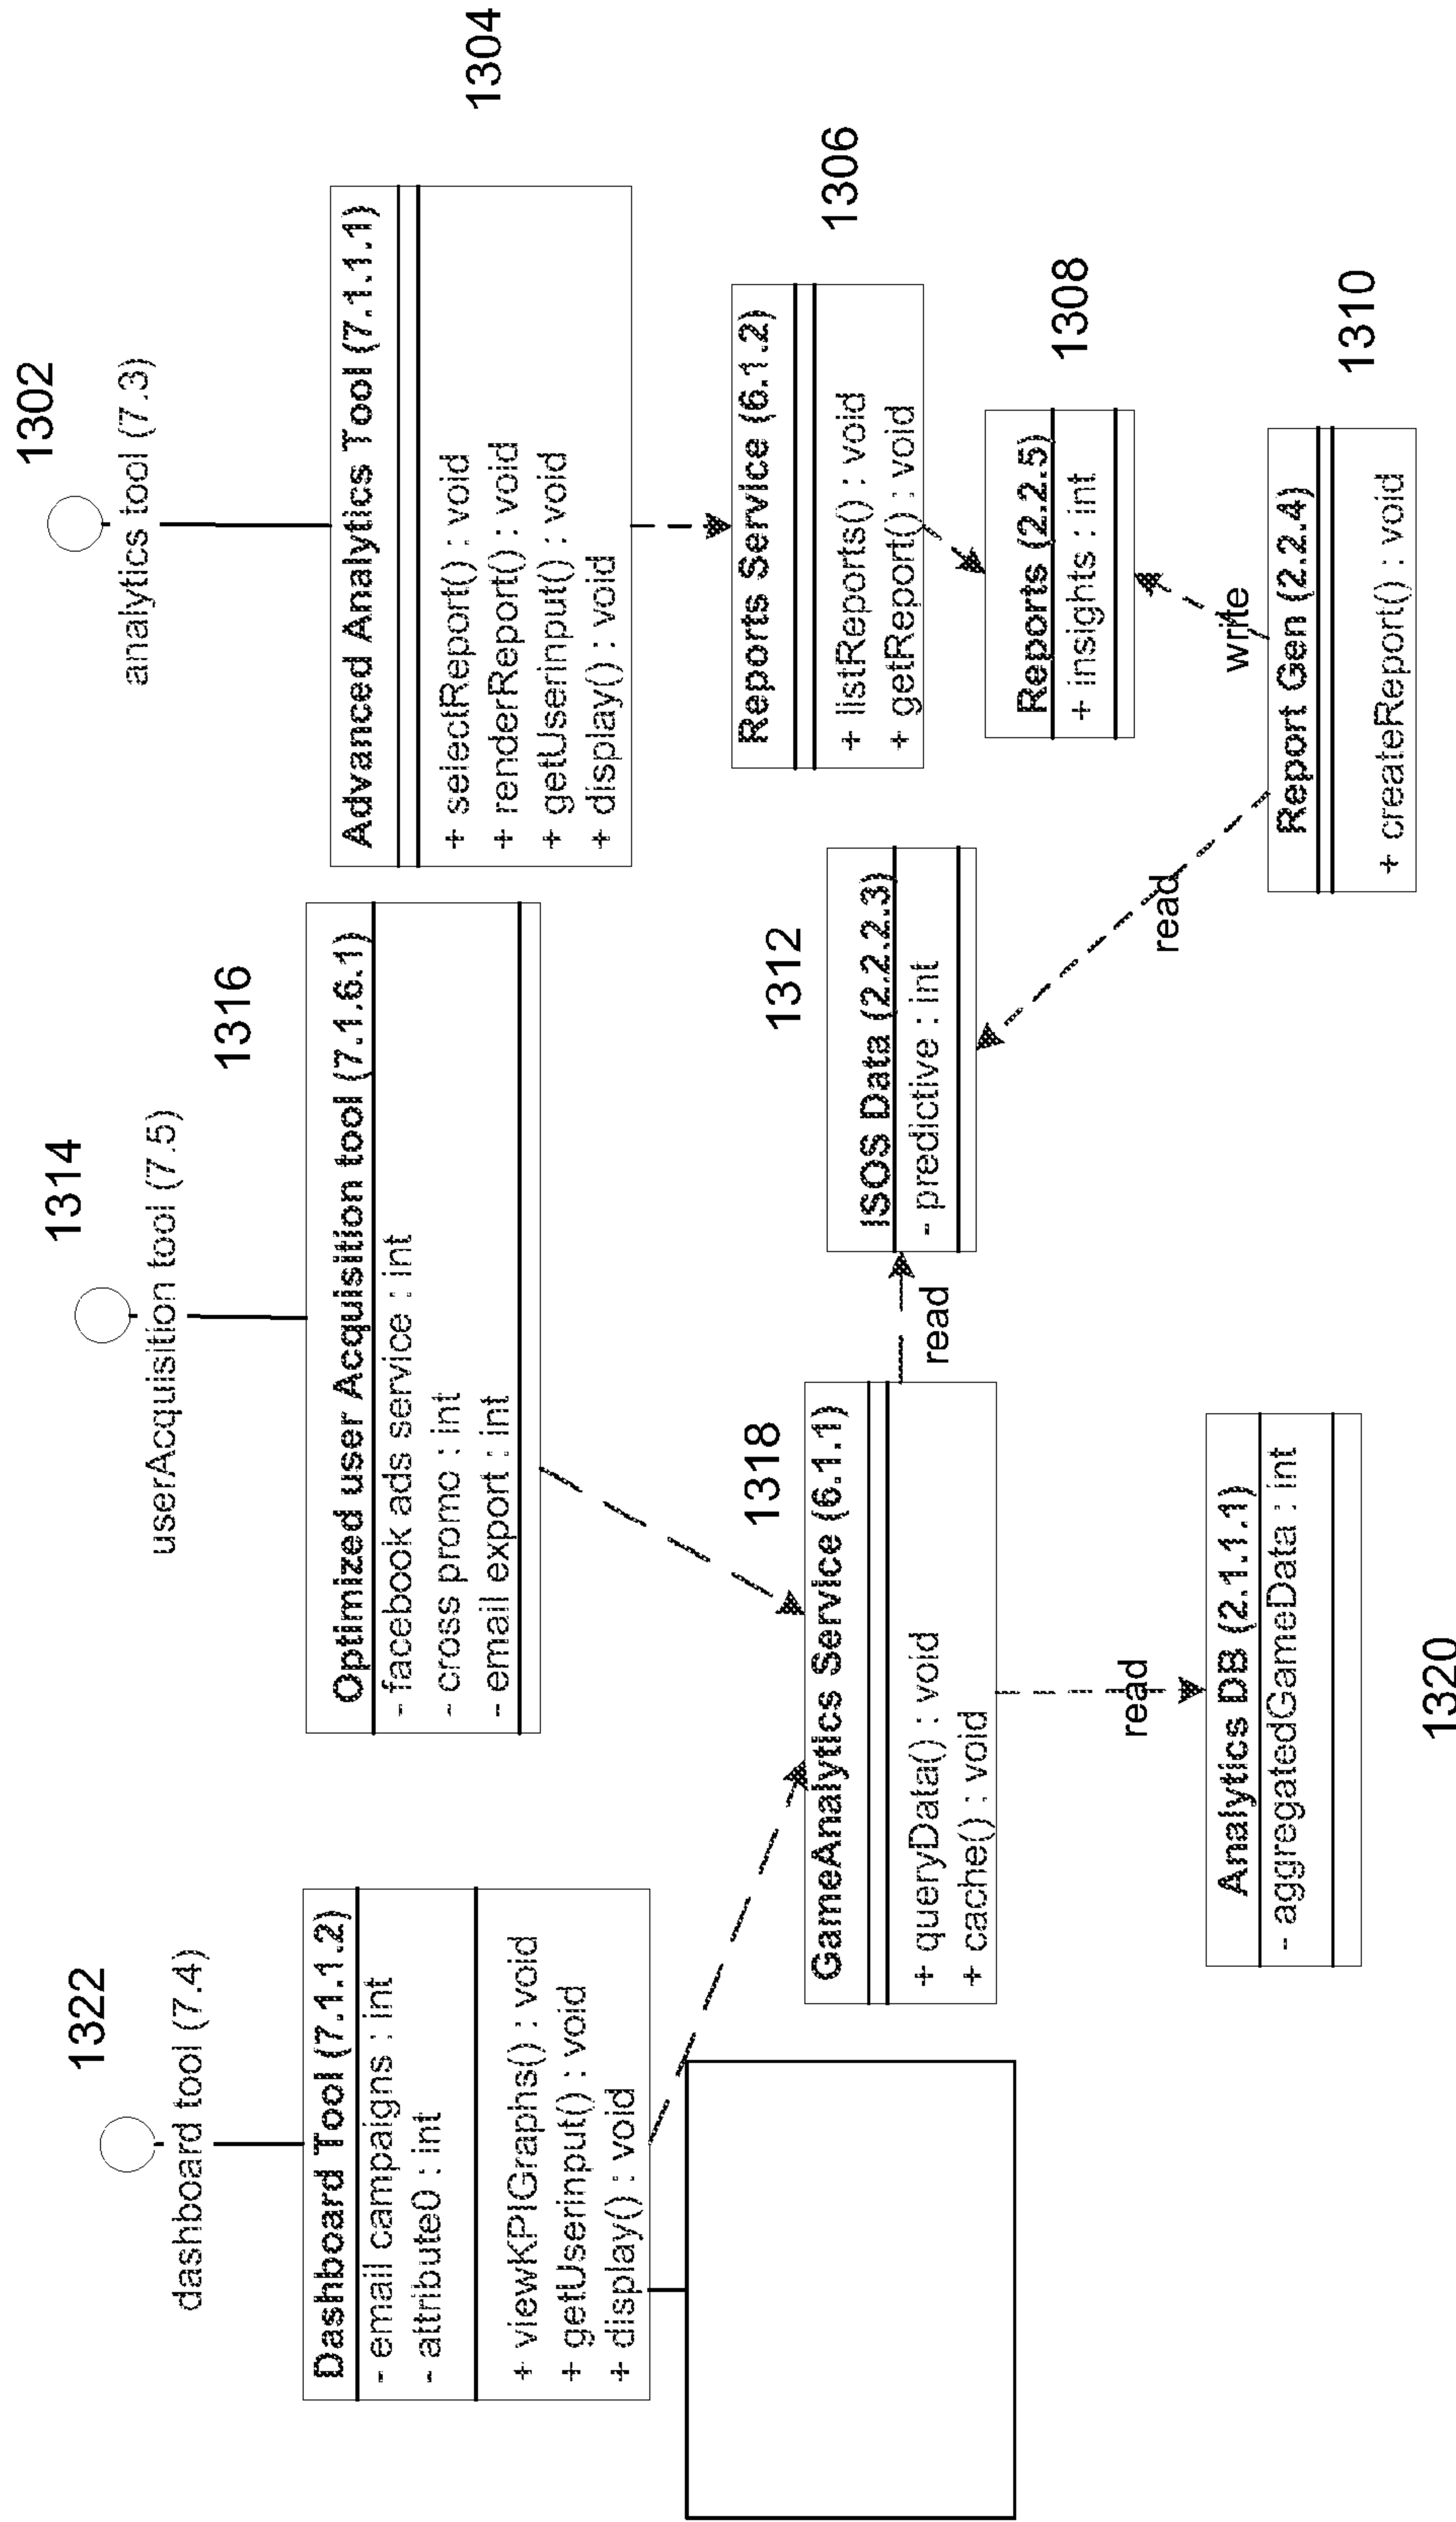 1322
dashboard tool (7.4)
Dashboard Tool (7.1.1.2)
- email campaigns : int
- attribute0 : int
+ viewKPIGraphs() : void
+ getUserinput() : void
+ display() : void
1314
userAcquisition tool (7.5)
1316
Optimized user Acquisition tool (7.1.6.1)
- facebook ads service : int
- cross promo : int
- email export : int
1302
analytics tool (7.3)
1304
Advanced Analytics Tool (7.1.1.1)
+ selectReport() : void
+ renderReport() : void
+ getUserinput() : void
+ display() : void
1318
GameAnalytics Service (6.1.1)
+ queryData() : void
+ cache() : void
read
1312
ISOS Data (2.2.2.3)
- predictive : int
Reports Service (6.1.2)
1306
+ listReports() : void
+ getReport() : void
Reports (2.2.5)
1308
+ insights : int
read
write
read
Analytics DB (2.1.1.1)
- aggregatedGameData : int
1320
Report Gen (2.2.4)
1310
+ createReport() : void